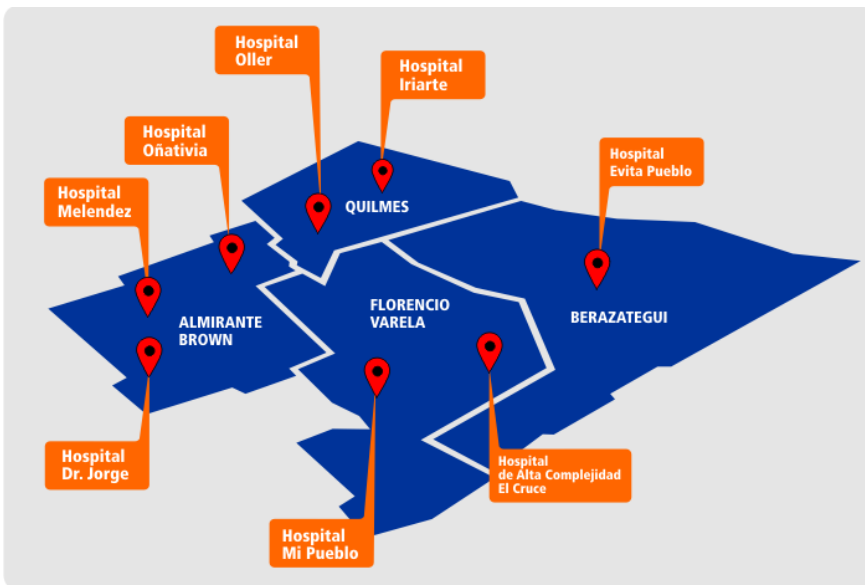 Hospital
Oller
Hospital
Iriarte
Hospital
Oñativia
Hospital
Evita Pueblo
Hospital
Melendez
QUILMES
FLORENCIO
VARELA
BERAZATEGUI
ALMIRANTE
BROWN
Hospital
Dr. Jorge
Hospital
de Alta Complejidad
El Cruce
Hospital
Mi Pueblo